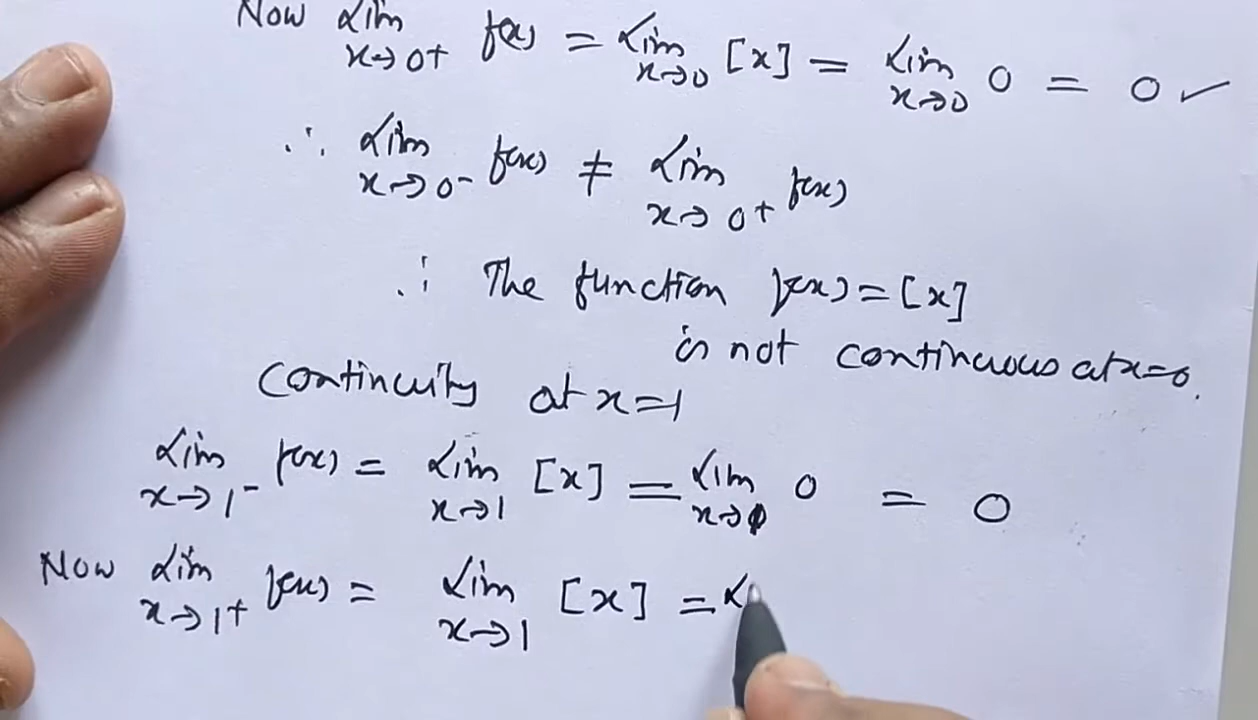 Now Lim x→0+ f(x) = Lim x→0 [x] = Lim x→0 0 = 0 ✓
∴ Lim x→0- f(x) ≠ Lim x→0+ f(x)
∴ The function f(x) = [x]
is not continuous at x=0.
Continuity at x=1
Lim x→1- f(x) = Lim x→1 [x] = Lim x→1 0 = 0
Now Lim x→1+ f(x) = Lim x→1 [x] =